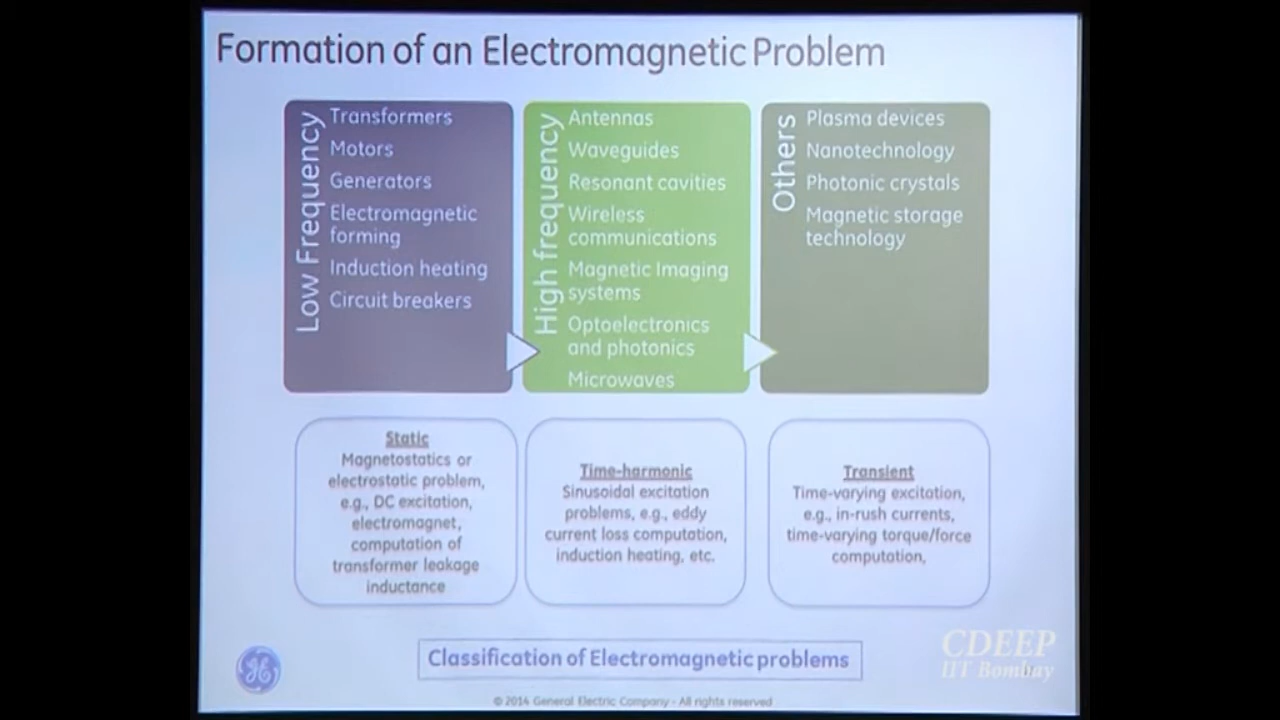 Formation of an Electromagnetic Problem
Low Frequency
Transformers
Motors
Generators
Electromagnetic
forming
Induction heating
Circuit breakers
High frequency
Antennas
Waveguides
Resonant cavities
Wireless
communications
Magnetic Imaging
systems
Optoelectronics
and photonics
Microwaves
Others
Plasma devices
Nanotechnology
Photonic crystals
Magnetic storage
technology
Static
Magnetostatics or
electrostatic problem,
e.g., DC excitation,
electromagnet,
computation of
transformer leakage
inductance
Time-harmonic
Sinusoidal excitation
problems, e.g., eddy
current loss computation,
induction heating, etc.
Transient
Time-varying excitation,
e.g., in-rush currents,
time-varying torque/force
computation,
GE
Classification of Electromagnetic problems
CDEEP
IIT Bombay
© 2014 General Electric Company - All rights reserved